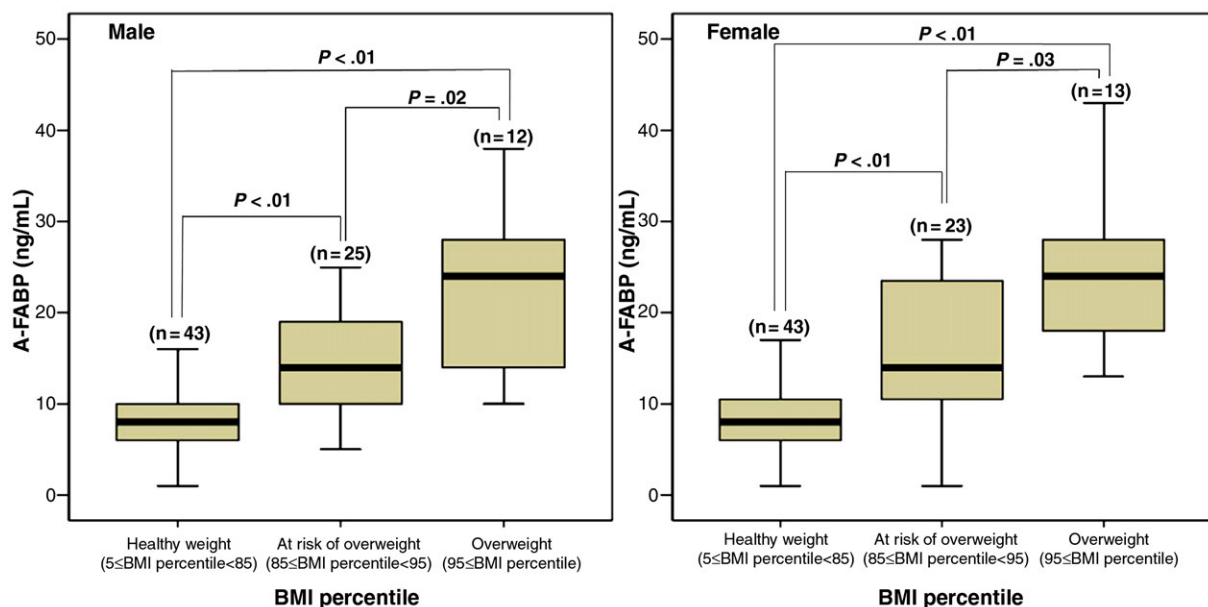 Male
50
40
30
20
10
0
A-FABP (ng/mL)
P < .01
P = .02
P < .01
(n = 43)
(n = 25)
(n = 12)
Healthy weight
(5≤BMI percentile<85)
At risk of overweight
(85≤BMI percentile<95)
Overweight
(95≤BMI percentile)
BMI percentile
Female
50
40
30
20
10
0
A-FABP (ng/mL)
P < .01
P = .03
P < .01
(n = 43)
(n = 23)
(n = 13)
Healthy weight
(5≤BMI percentile<85)
At risk of overweight
(85≤BMI percentile<95)
Overweight
(95≤BMI percentile)
BMI percentile